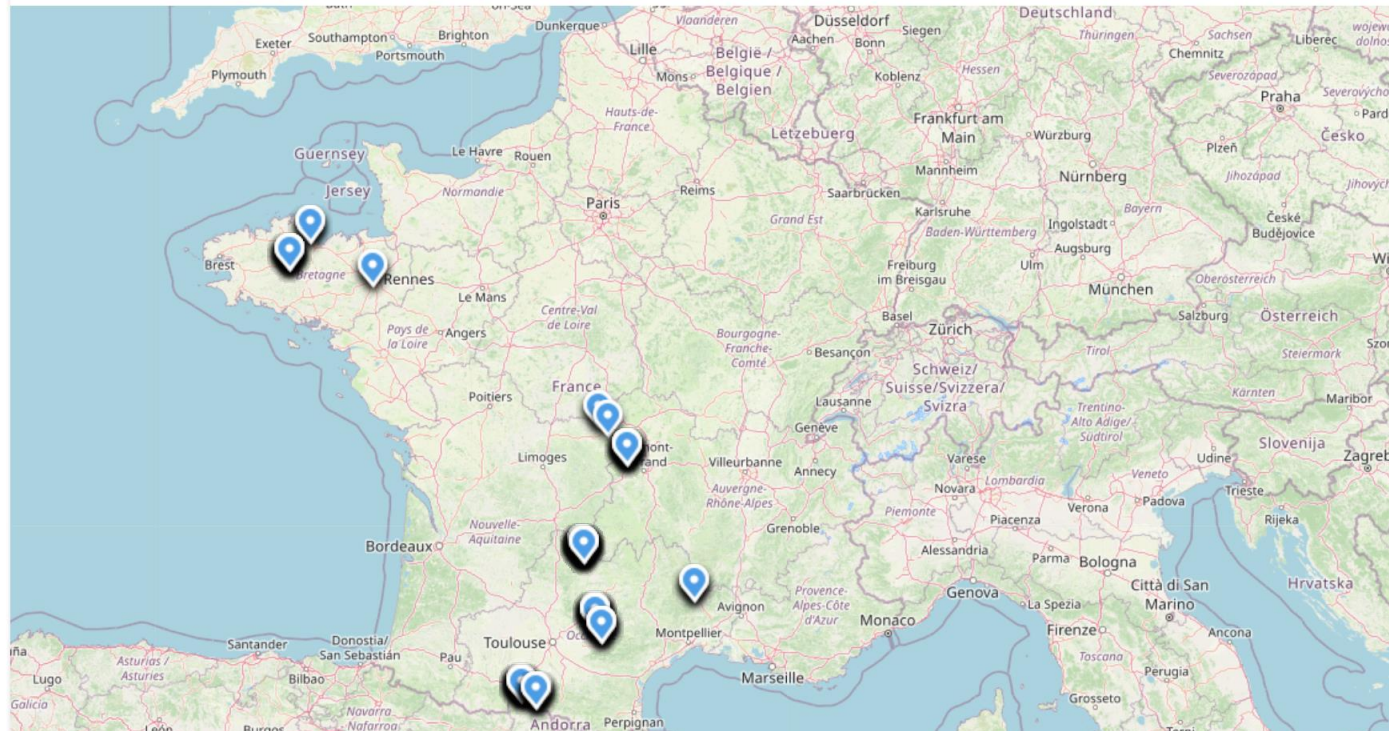 Dunkerque
Vlaanderen
Düsseldorf
Siegen
Deutschland
Thüringen
Sachsen
Liberec
Exeter
Southampton
Brighton
Portsmouth
Plymouth
Lille
Mons
België /
Belgique /
Belgien
Aachen
Bonn
Koblenz
Hessen
Chemnitz
Severozápad
Praha
Hauts-de-
France
Frankfurt am
Main
Würzburg
Plzeň
Česko
Lëtzebuerg
Guernsey
Jersey
Le Havre
Rouen
Normandie
Reims
Paris
Saarbrücken
Mannheim
Nürnberg
Jihozápad
Karlsruhe
Baden-Württemberg
Ingolstadt
Bayern
Augsburg
České
Budějovice
Grand Est
Brest
Bretagne
Rennes
Le Mans
Freiburg
im Breisgau
Ulm
München
Oberösterreich
Salzburg
Österreich
Pays de
la Loire
Angers
Centre-Val
de Loire
Bourgogne-
Franche-
Comté
Besançon
Basel
Zürich
Tirol
Steiermark
Schweiz/
Suisse/Svizzera/
Svizra
Kärnten
Maribor
France
Poitiers
Lausanne
Genève
Trentino-
Alto Adige/
Südtirol
Slovenija
Limoges
Villeurbanne
Annecy
Varese
Lombardia
Veneto
Udine
Novara
Padova
Trieste
Auvergne-
Rhône-Alpes
Verona
Rijeka
Grenoble
Piemonte
Piacenza
Nouvelle-
Aquitaine
Bordeaux
Alessandria
Parma
Bologna
Genova
Città di San
Marino
Hrvatska
Avignon
Provence-
Alpes-Côte
d'Azur
Monaco
La Spezia
Firenze
Ancona
Toulouse
Montpellier
Marseille
Toscana
Perugia
Grosseto
Santander
Donostia/
San Sebastián
Pau
Asturias /
Asturies
Bilbao
Lugo
Galicia
Navarra
Nafarroa
Andorra
Perpignan